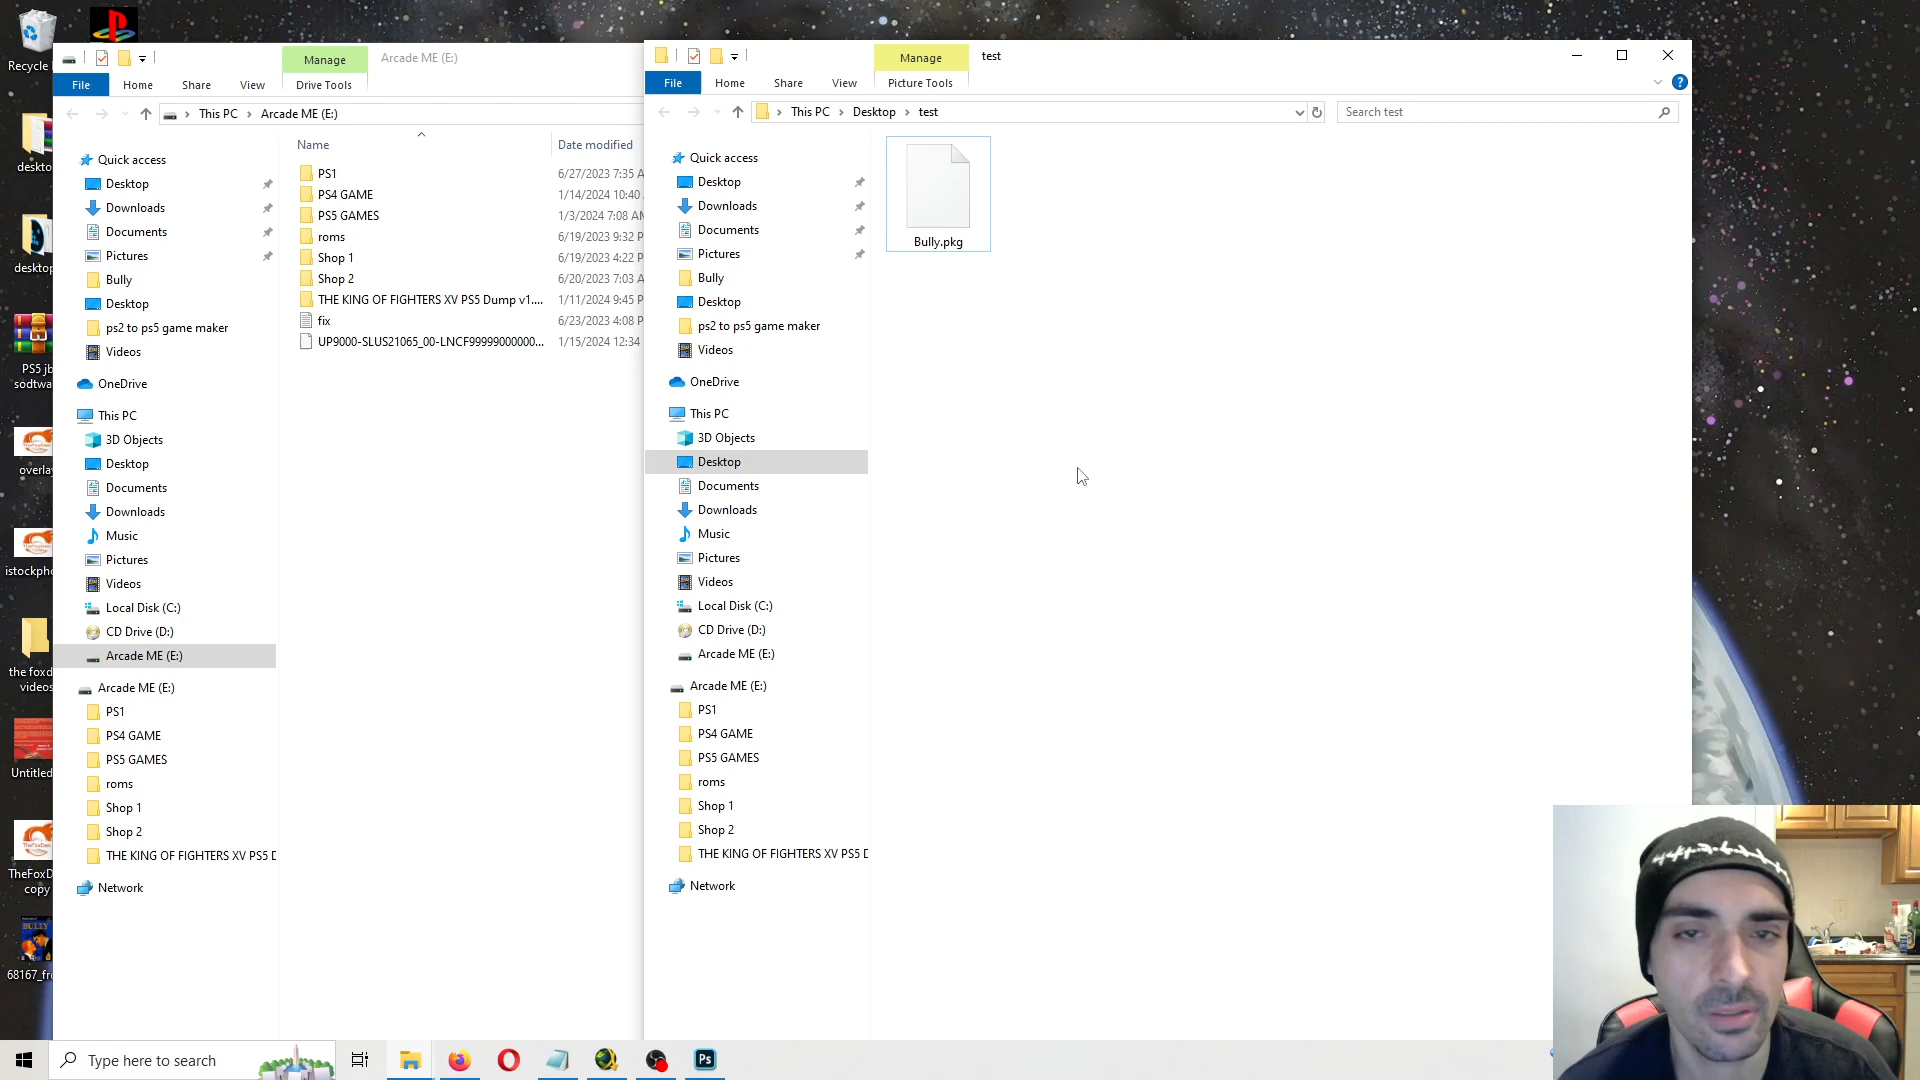 Recycle
deskto
desktop
PS5 jb
sodtwa
overlay
istockpho
the foxd
videos
Untitled
TheFoxD
copy
BULLY
68167_fro
Manage
Arcade ME (E:)
File
Home
Share
View
Drive Tools
This PC
Arcade ME (E:)
Quick access
Desktop
Downloads
Documents
Pictures
Bully
Desktop
ps2 to ps5 game maker
Videos
OneDrive
This PC
3D Objects
Desktop
Documents
Downloads
Music
Pictures
Videos
Local Disk (C:)
CD Drive (D:)
Arcade ME (E:)
Arcade ME (E:)
PS1
PS4 GAME
PS5 GAMES
roms
Shop 1
Shop 2
THE KING OF FIGHTERS XV PS5 D
Network
Name Date modified
PS1 6/27/2023 7:35 A
PS4 GAME 1/14/2024 10:40
PS5 GAMES 1/3/2024 7:08 AM
roms 6/19/2023 9:32 P
Shop 1 6/19/2023 4:22 P
Shop 2 6/20/2023 7:03 A
THE KING OF FIGHTERS XV PS5 Dump v1.... 1/11/2024 9:45 P
fix 6/23/2023 4:08 P
UP9000-SLUS21065_00-LNCF99999000000... 1/15/2024 12:34
Manage
test
File
Home
Share
View
Picture Tools
This PC
Desktop
test
Search test
Quick access
Desktop
Downloads
Documents
Pictures
Bully
Desktop
ps2 to ps5 game maker
Videos
OneDrive
This PC
3D Objects
Desktop
Documents
Downloads
Music
Pictures
Videos
Local Disk (C:)
CD Drive (D:)
Arcade ME (E:)
Arcade ME (E:)
PS1
PS4 GAME
PS5 GAMES
roms
Shop 1
Shop 2
THE KING OF FIGHTERS XV PS5 D
Network
Bully.pkg
Type here to search
Ps